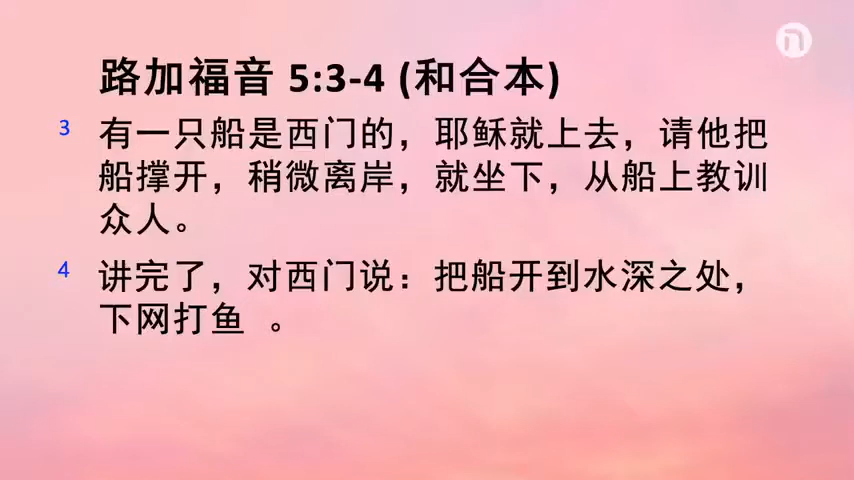 路加福音 5:3-4 (和合本)
3 有一只船是西门的，耶稣就上去，请他把
船撑开，稍微离岸，就坐下，从船上教训
众人。
4 讲完了，对西门说：把船开到水深之处，
下网打鱼 。